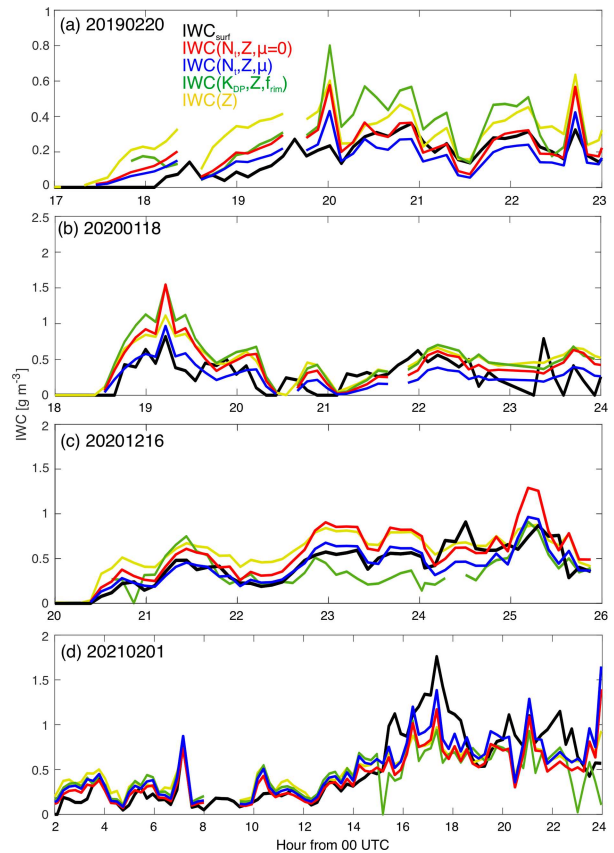 (a) 20190220
IWC_surf
IWC(N_t,Z,μ=0)
IWC(N_t,Z,μ)
IWC(K_DP,Z,f_rim)
IWC(Z)
1
0.8
0.6
0.4
0.2
0
17 18 19 20 21 22 23
(b) 20200118
2.5
2
1.5
1
0.5
0
18 19 20 21 22 23 24
IWC [g m⁻³]
(c) 20201216
2
1.5
1
0.5
0
20 21 22 23 24 25 26
(d) 20210201
2
1.5
1
0.5
0
2 4 6 8 10 12 14 16 18 20 22 24
Hour from 00 UTC